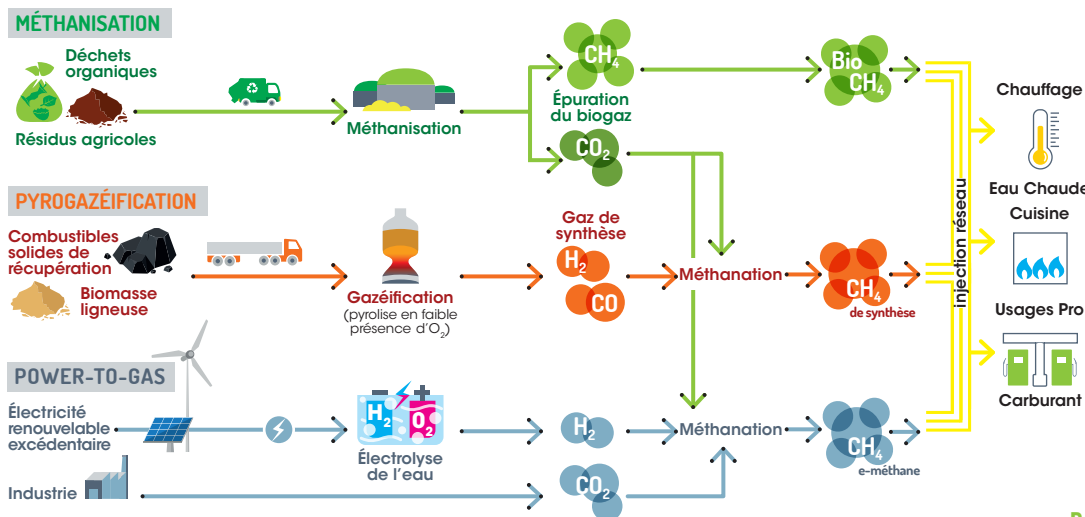 MÉTHANISATION
Déchets
organiques
Résidus agricoles
Méthanisation
CH4
Épuration
du biogaz
CO2
Bio
CH4
PYROGAZÉIFICATION
Combustibles
solides de
récupération
Biomasse
ligneuse
Gazéification
(pyrolise en faible
présence d'O2)
Gaz de
synthèse
H2
CO
Méthanation
CH4
de synthèse
POWER-TO-GAS
Électricité
renouvelable
excédentaire
H2
O2
Électrolyse
de l'eau
H2
Méthanation
CH4
e-méthane
Industrie
CO2
injection réseau
Chauffage
Eau Chaude
Cuisine
Usages Pro
Carburant